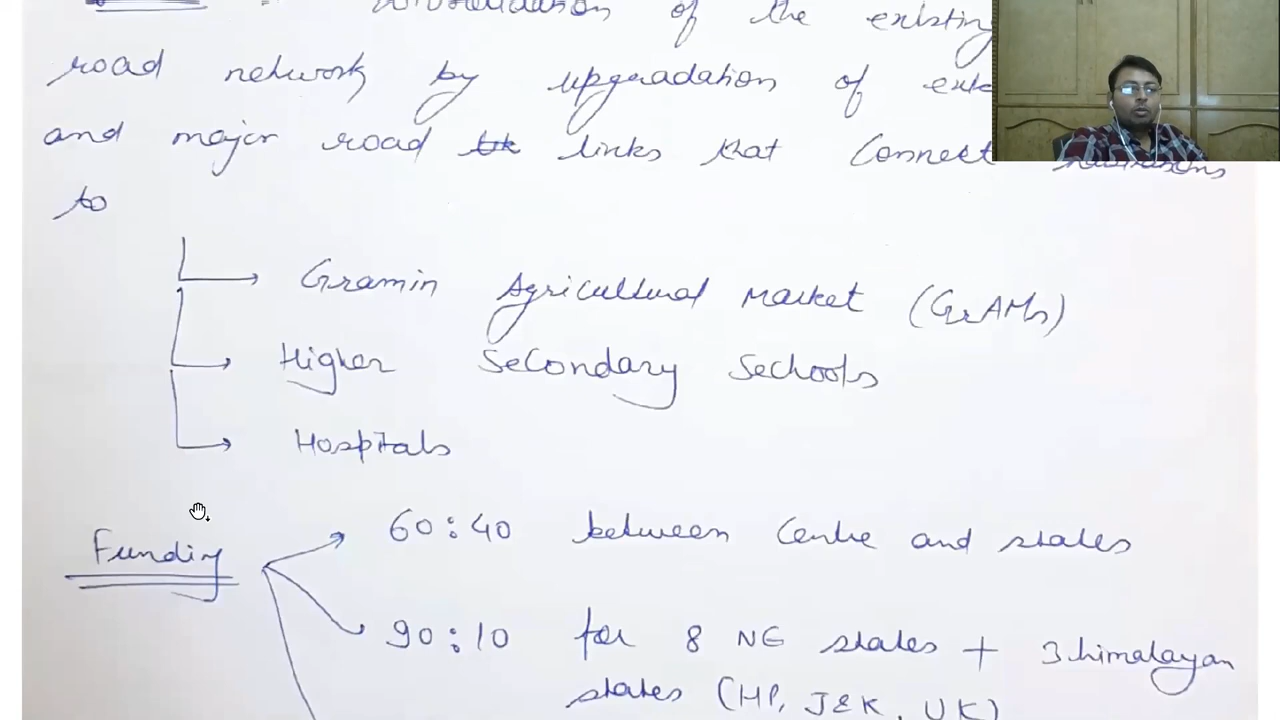 of the existing
road network by upgradation of
and major road links that Connect
to
Gramin Agricultural Market (GrAMs)
Higher Secondary Sechools
Hospitals
Funding
60:40 between Centre and states
90:10 for 8 NE states + 3 himalayan
states (HP, J&K, UK)